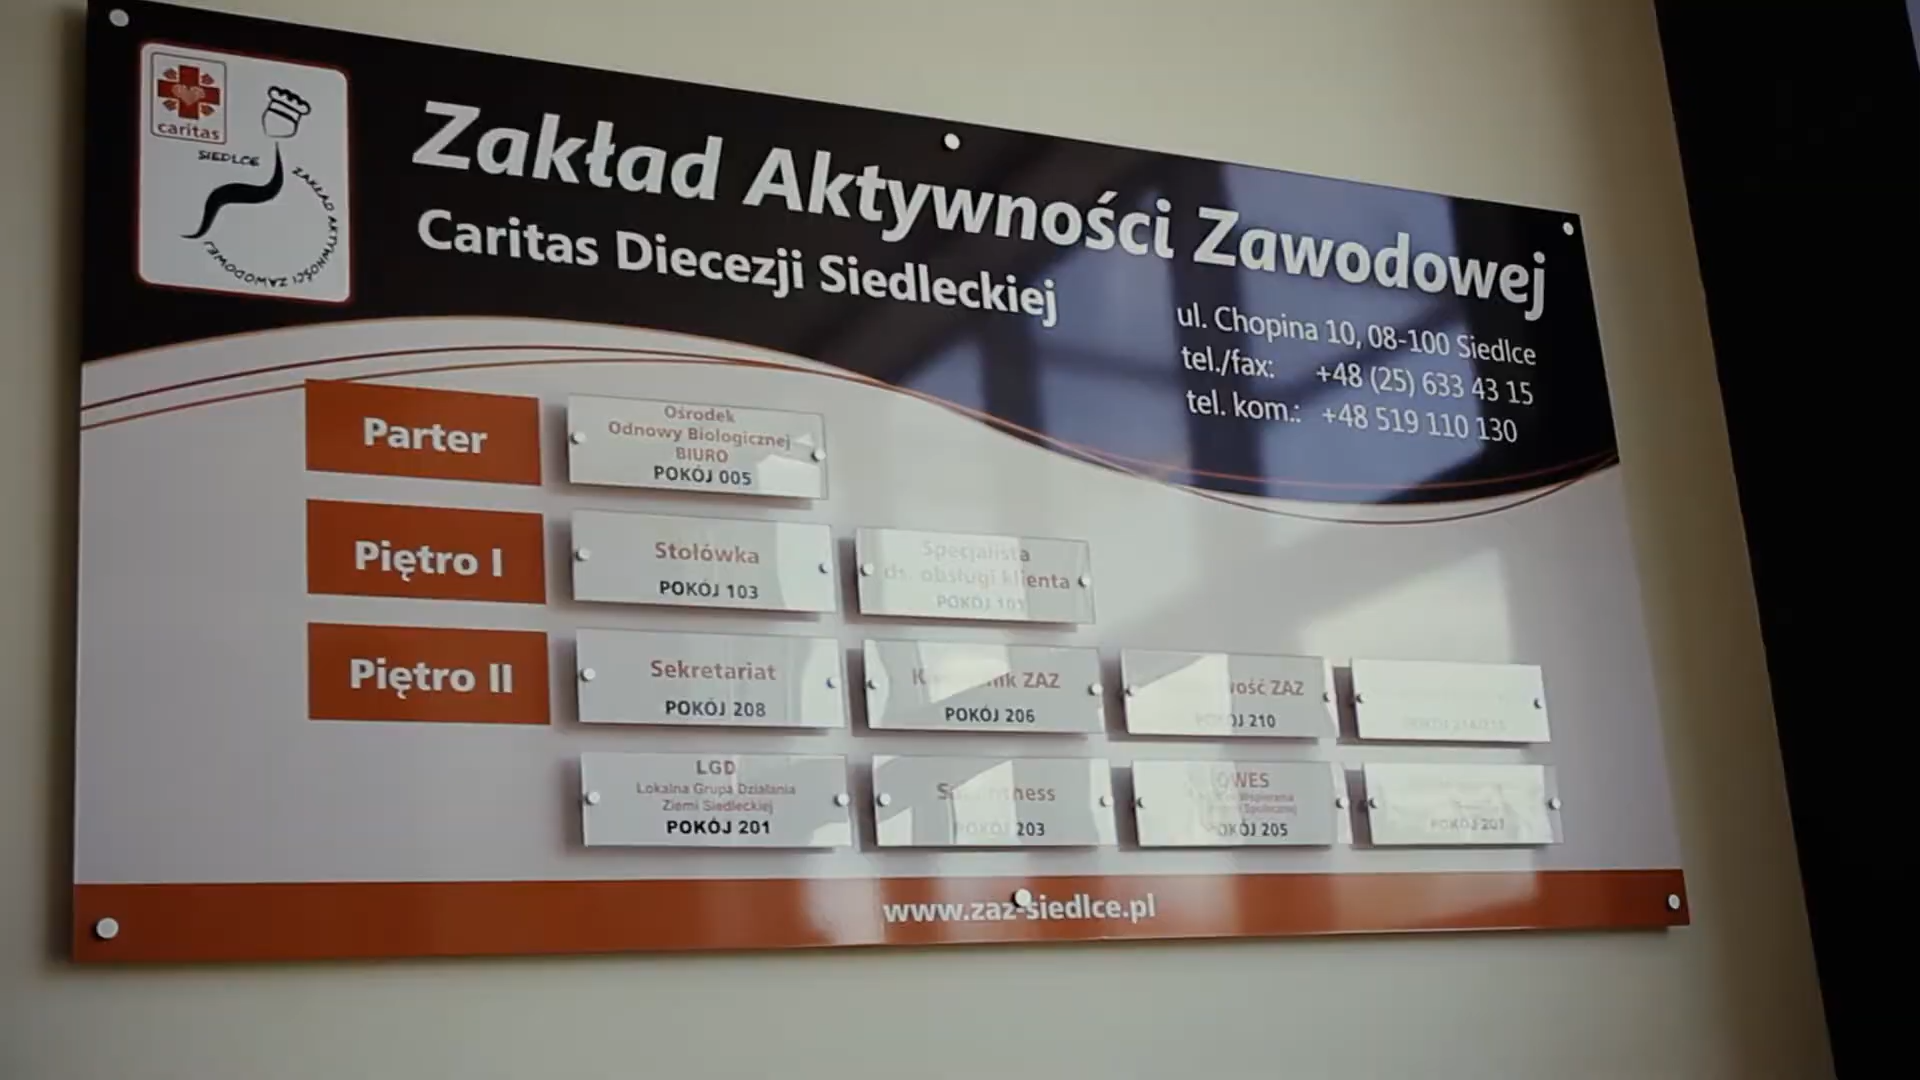 caritas
SIEDLCE
ZAKŁAD AKTYWNOŚCI ZAWODOWEJ
Zakład Aktywności Zawodowej
Caritas Diecezji Siedleckiej
ul. Chopina 10, 08-100 Siedlce
tel./fax: +48 (25) 633 43 15
tel. kom.: +48 519 110 130
Parter
Ośrodek
Odnowy Biologicznej
BIURO
POKÓJ 005
Piętro I
Stołówka
POKÓJ 103
Specjalista
ds. obsługi klienta
POKÓJ 101
Piętro II
Sekretariat
POKÓJ 208
ZAZ
POKÓJ 206
ZAZ
POKÓJ 210
LGD
Lokalna Grupa Działania
Ziemi Siedleckiej
POKÓJ 201
POKÓJ 203
OWES
POKÓJ 205
POKÓJ 207
www.zaz-siedlce.pl